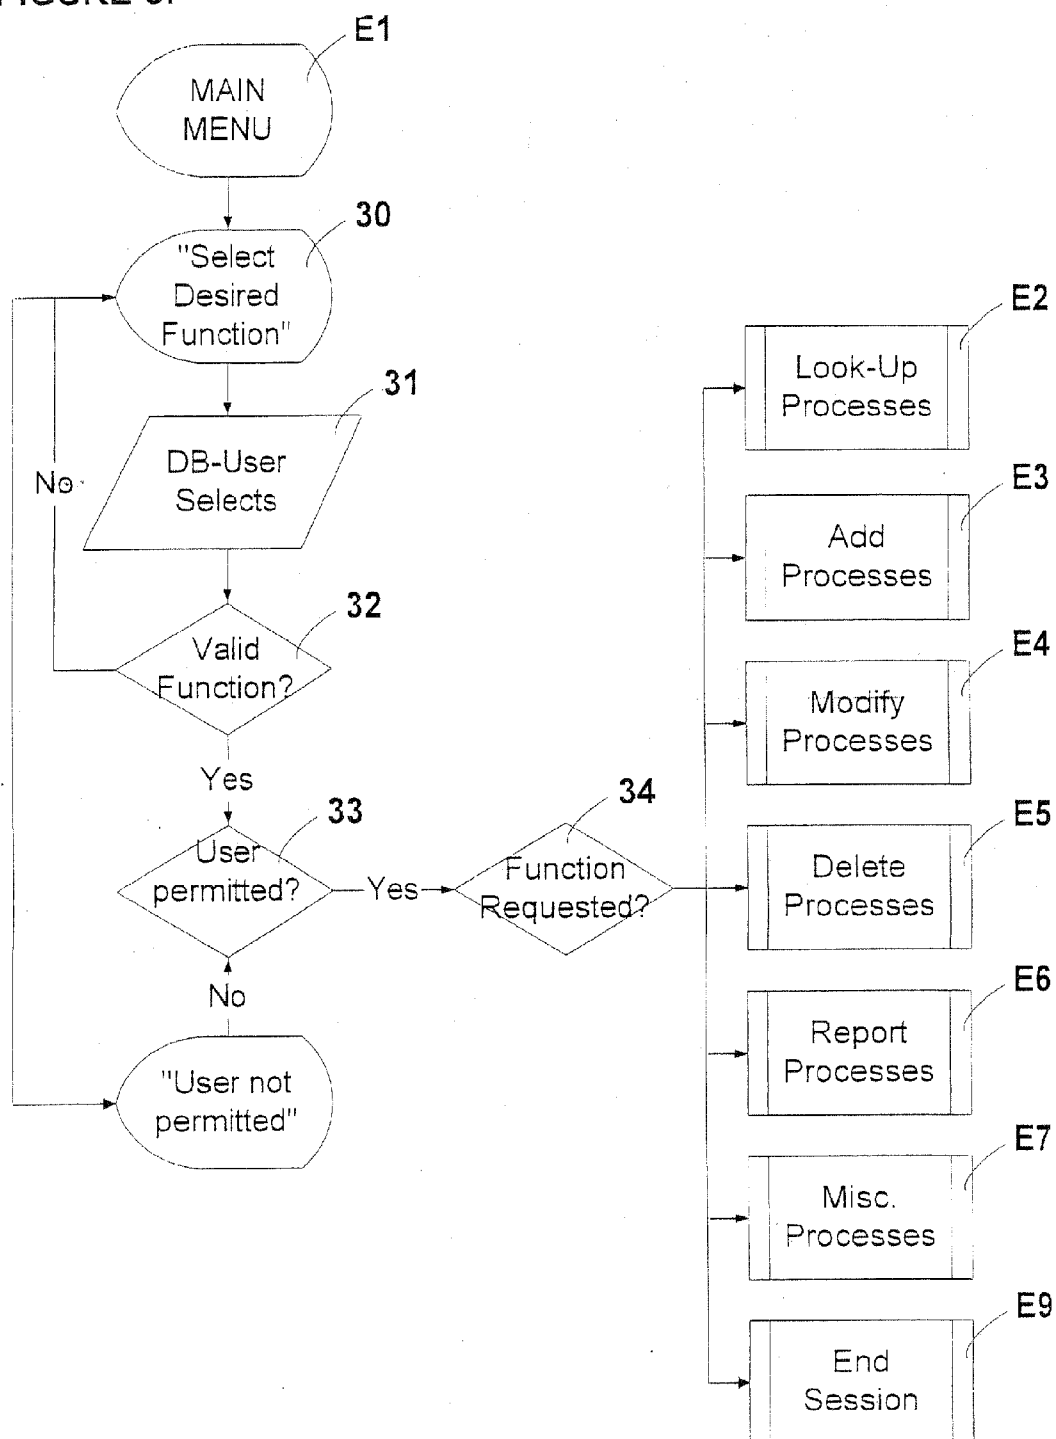 E1
MAIN
MENU
30
"Select
Desired
Function"
31
DB-User
Selects
No
32
Valid
Function?
Yes
33
User
permitted?
Yes
34
Function
Requested?
No
"User not
permitted"
E2
Look-Up
Processes
E3
Add
Processes
E4
Modify
Processes
E5
Delete
Processes
E6
Report
Processes
E7
Misc.
Processes
E9
End
Session